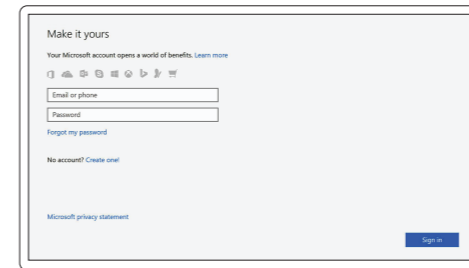 Make it yours
Your Microsoft account opens a world of benefits. Learn more
Email or phone
Password
Forgot my password
No account? Create one!
Microsoft privacy statement
Sign in